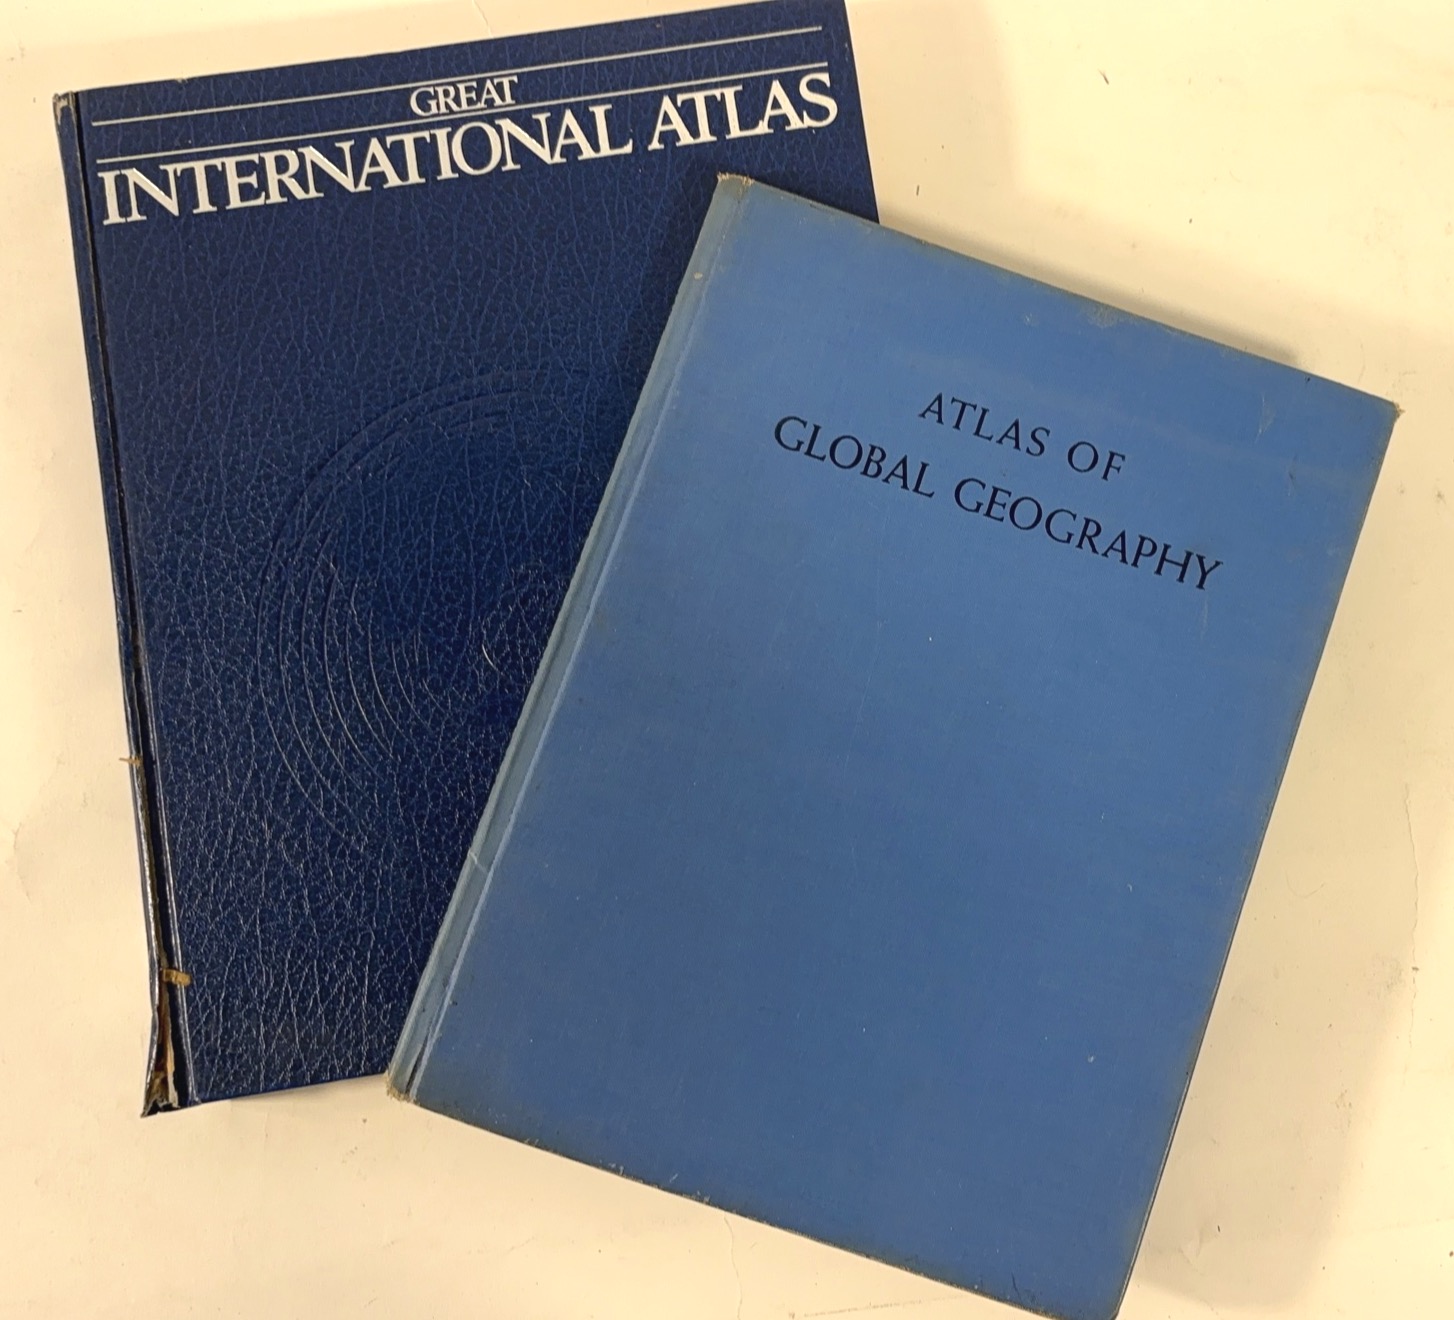 GREAT
INTERNATIONAL ATLAS
ATLAS OF
GLOBAL GEOGRAPHY